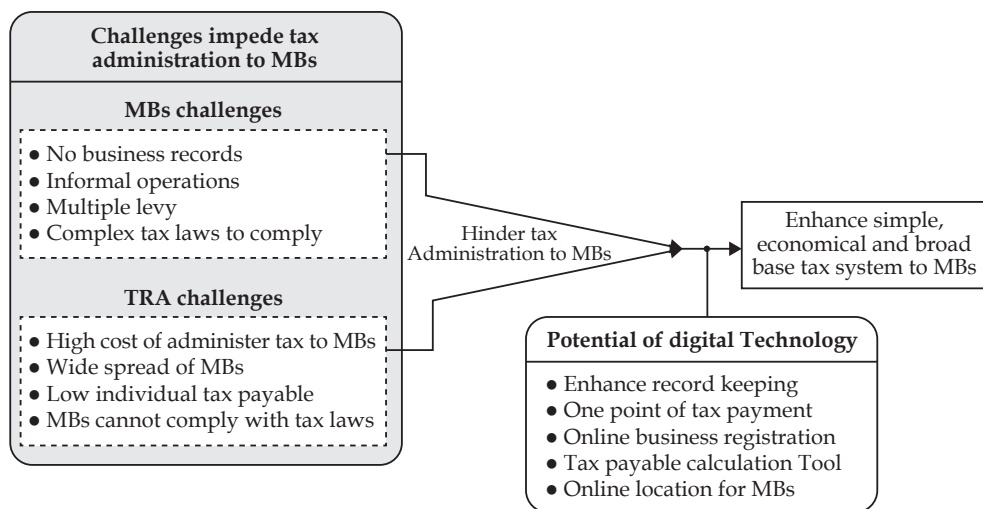 Challenges impede tax
administration to MBs
MBs challenges
● No business records
● Informal operations
● Multiple levy
● Complex tax laws to comply
TRA challenges
● High cost of administer tax to MBs
● Wide spread of MBs
● Low individual tax payable
● MBs cannot comply with tax laws
Hinder tax
Administration to MBs
Enhance simple,
economical and broad
base tax system to MBs
Potential of digital Technology
● Enhance record keeping
● One point of tax payment
● Online business registration
● Tax payable calculation Tool
● Online location for MBs